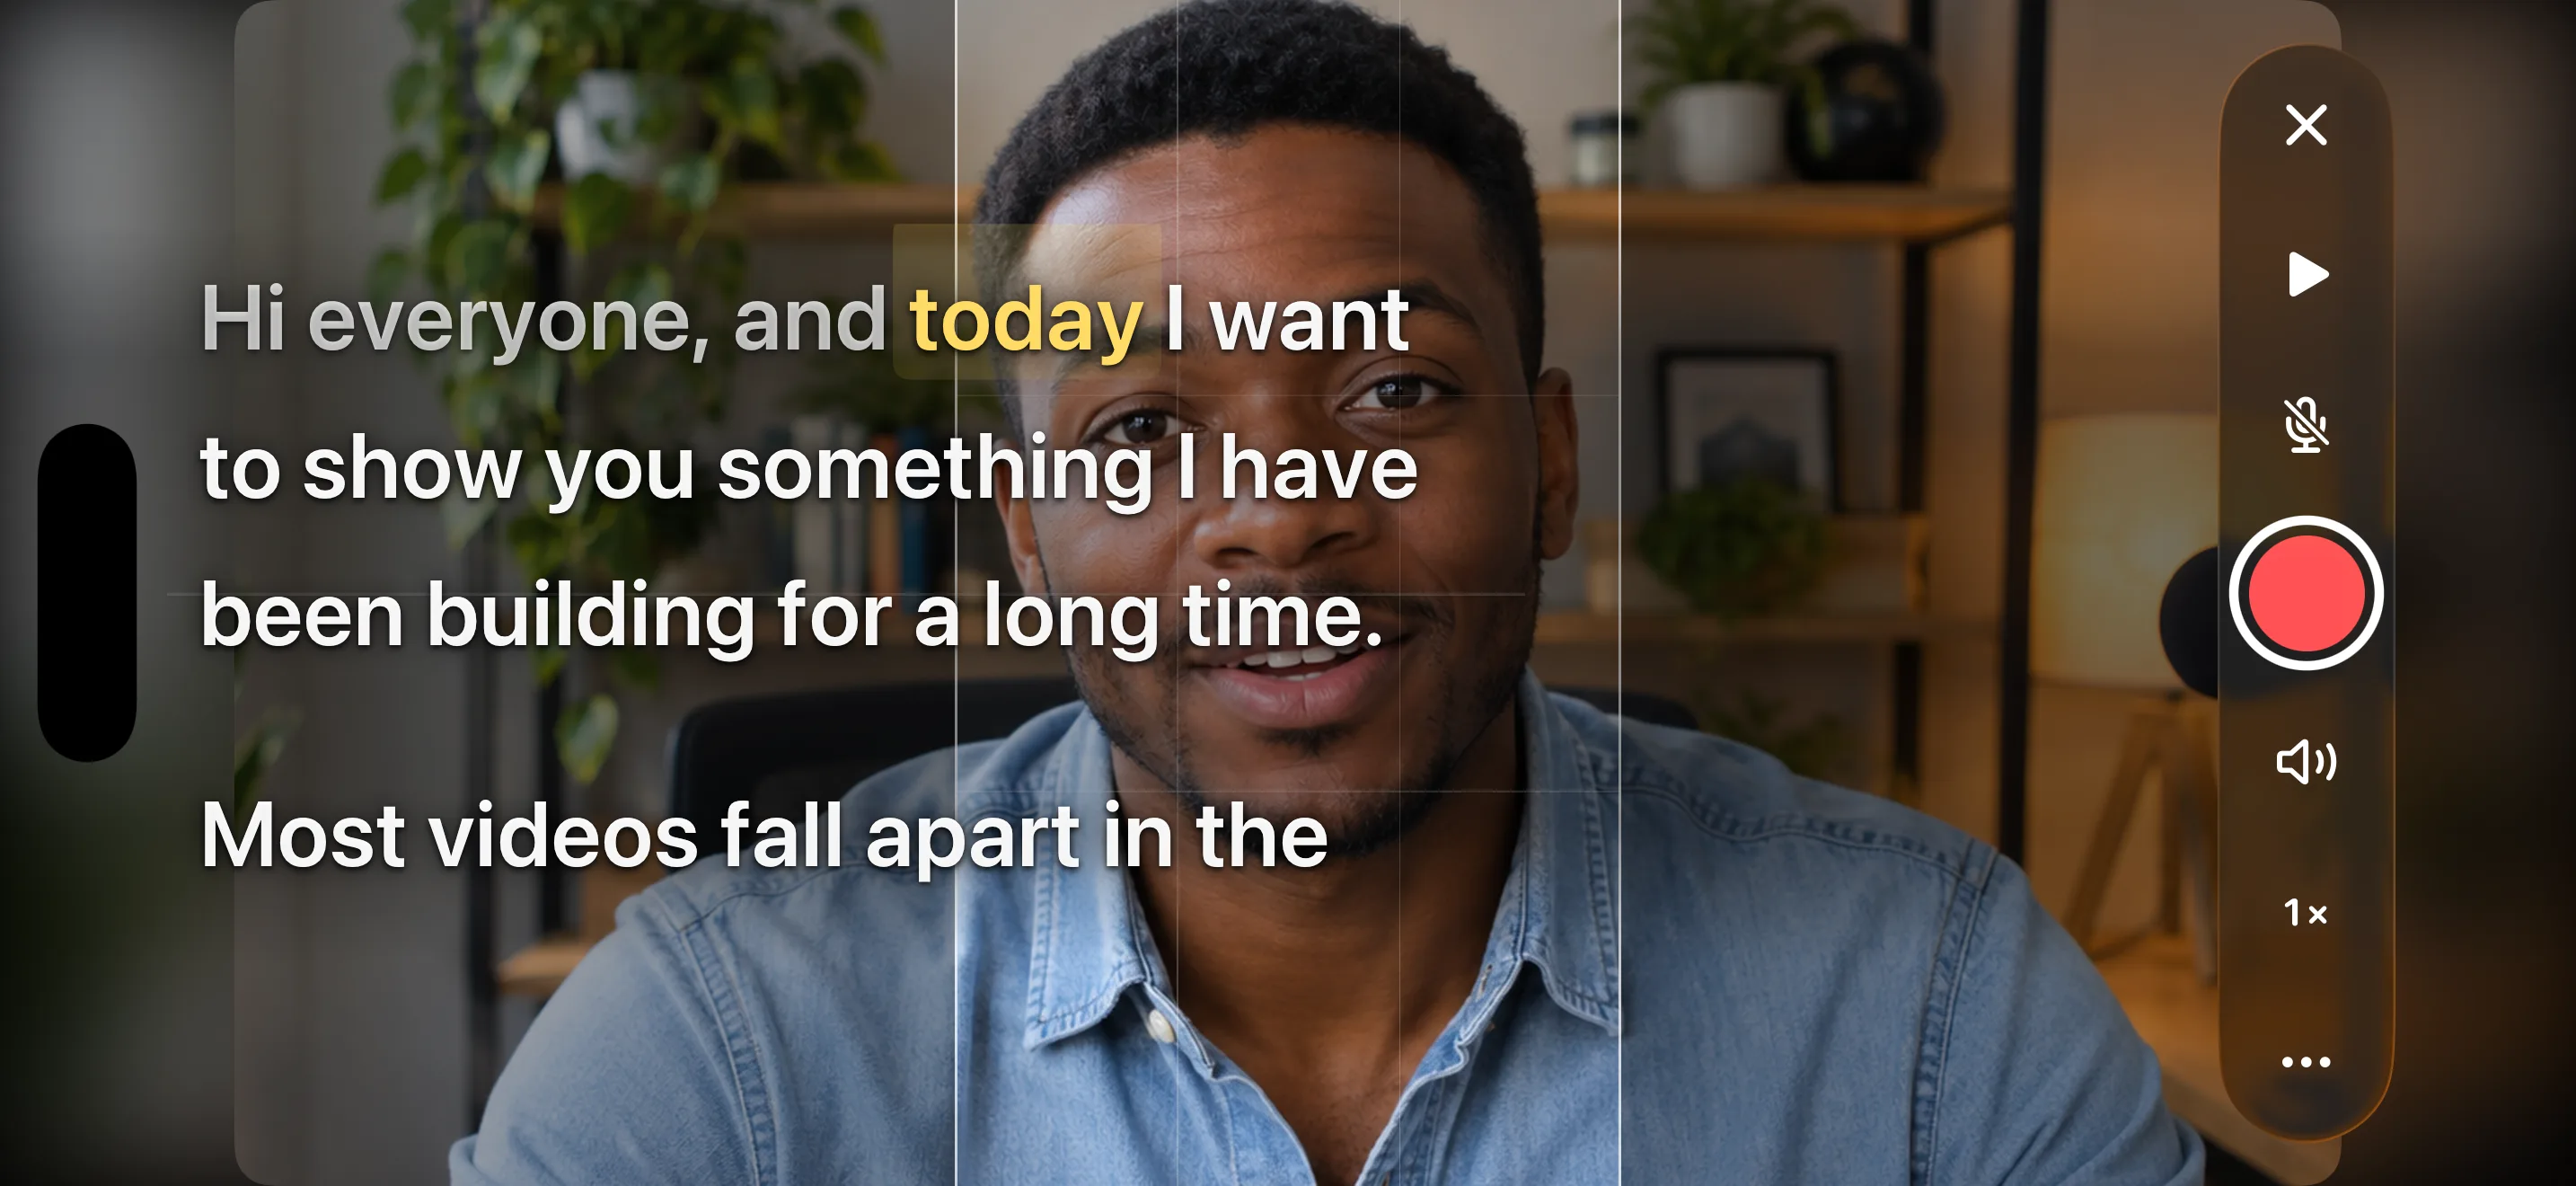 Hi everyone, and today I want
to show you something I have
been building for a long time.
Most videos fall apart in the
1×